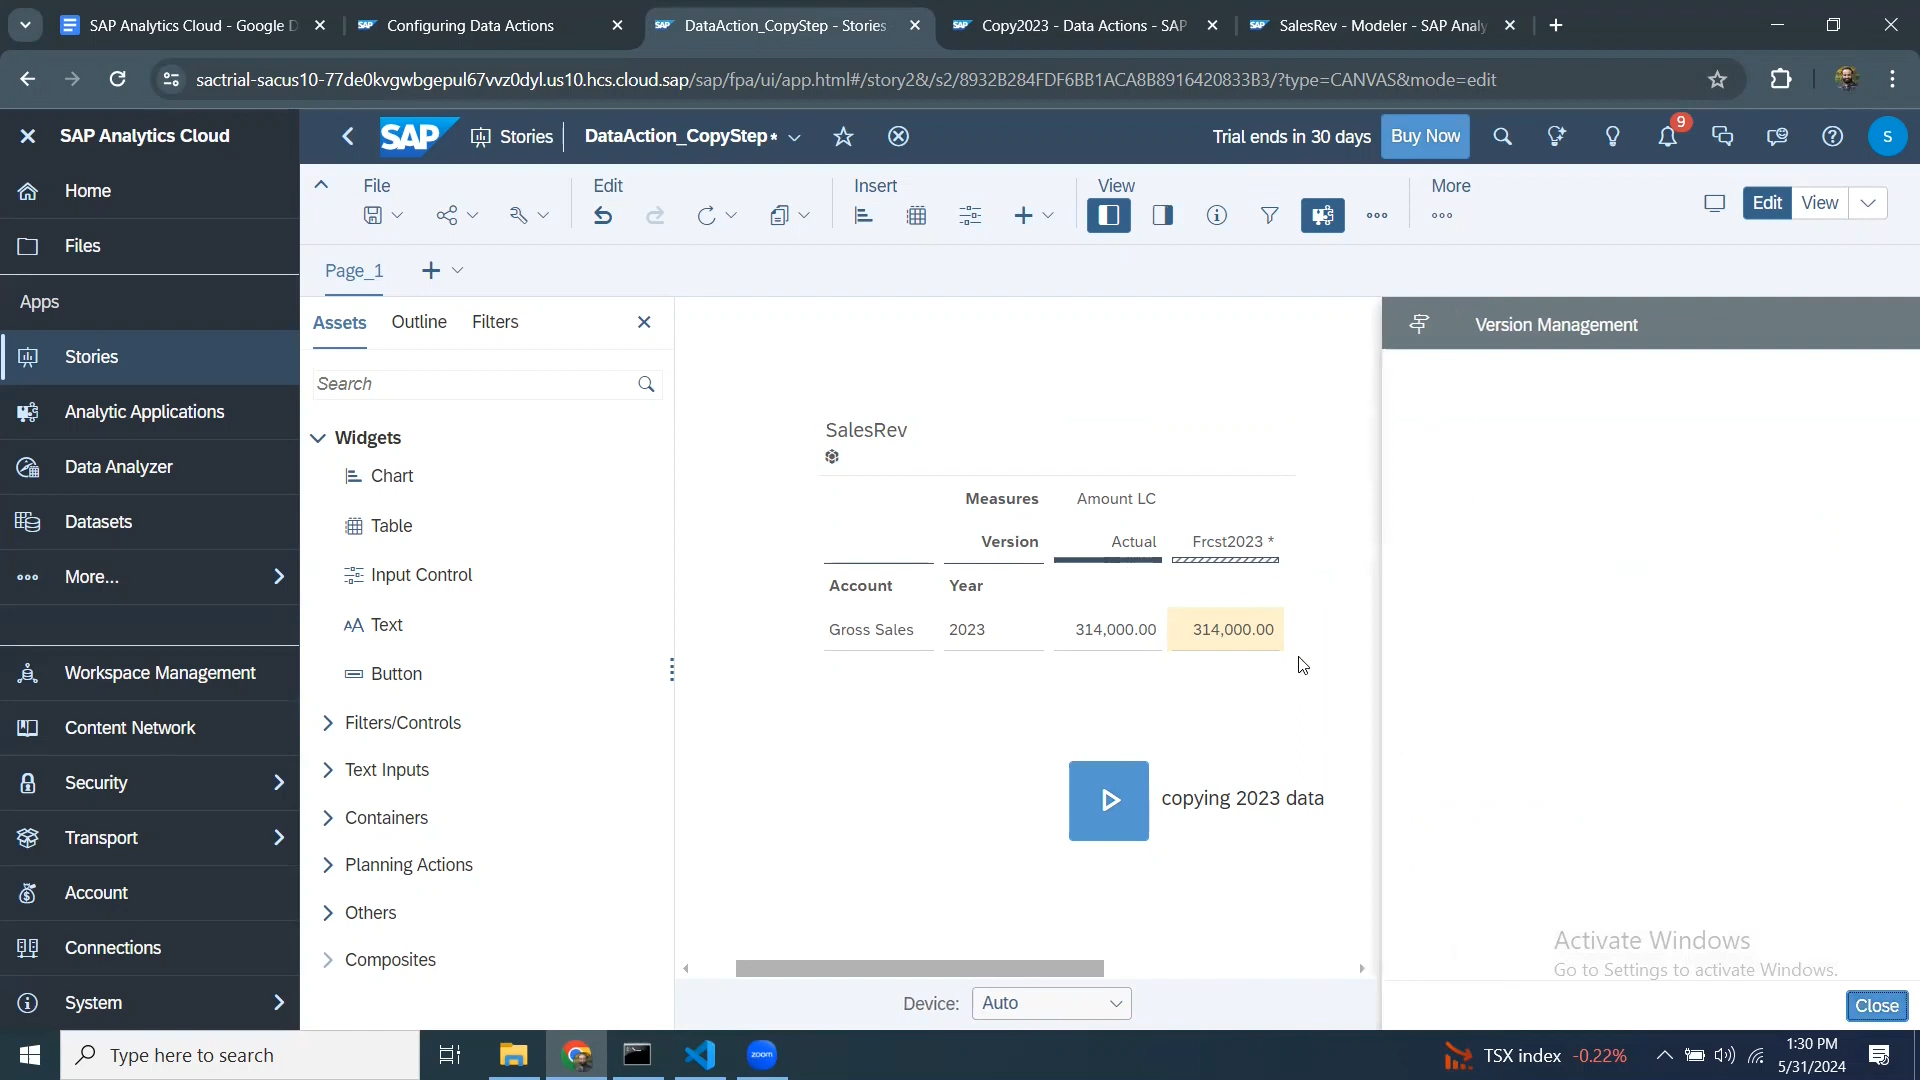 SAP Analytics Cloud - Google D
Configuring Data Actions
DataAction_CopyStep - Stories
Copy2023 - Data Actions - SAP
SalesRev - Modeler - SAP Analy
sactrial-sacus10-77de0kvgwbgepul67vvz0dyl.us10.hcs.cloud.sap/sap/fpa/ui/app.html#/story2&/s2/8932B284FDF6BB1ACA8B8916420833B3/?type=CANVAS&mode=edit
SAP Analytics Cloud
SAP
Stories
DataAction_CopyStep*
Trial ends in 30 days
Buy Now
9
S
Home
Files
Apps
Stories
Analytic Applications
Data Analyzer
Datasets
More...
Workspace Management
Content Network
Security
Transport
Account
Connections
System
File
Edit
Insert
View
More
Edit
View
Page_1
Assets
Outline
Filters
Search
Widgets
Chart
Table
Input Control
Text
Button
Filters/Controls
Text Inputs
Containers
Planning Actions
Others
Composites
SalesRev
Measures Amount LC
Version Actual Frcst2023 *
Account Year
Gross Sales 2023 314,000.00 314,000.00
copying 2023 data
Device: Auto
Version Management
Activate Windows
Go to Settings to activate Windows.
Close
Type here to search
zoom
TSX index -0.22%
1:30 PM
5/31/2024